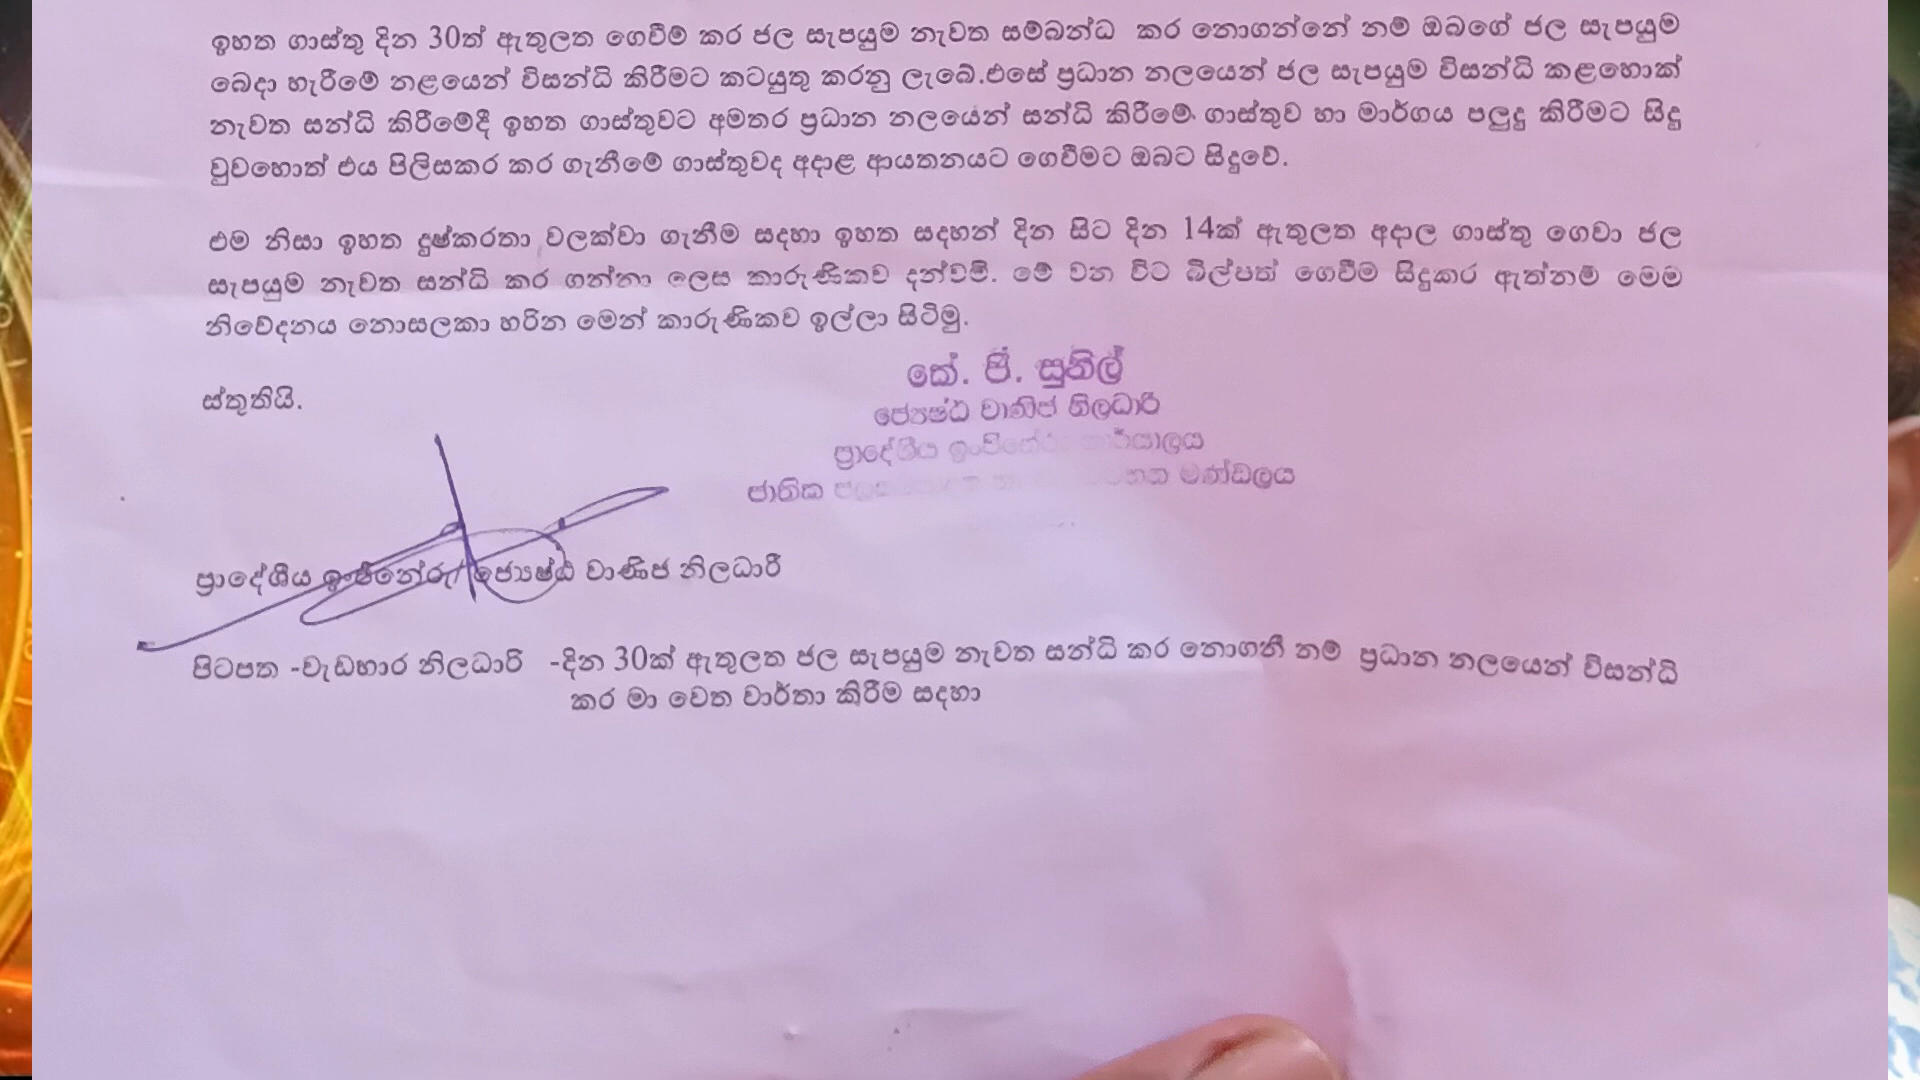 ඉහත ගාස්තු දින 30ත් ඇතුලත ගෙවීම් කර ජල සැපයුම නැවත සම්බන්ධ කර නොගන්නේ නම් ඔබගේ ජල සැපයුම
බෙදා හැරීමේ නළයෙන් විසන්ධි කිරීමට කටයුතු කරනු ලැබේ.එසේ ප්‍රධාන නලයෙන් ජල සැපයුම විසන්ධි කළහොක්
නැවත සන්ධි කිරීමේදී ඉහත ගාස්තුවට අමතර ප්‍රධාන නලයෙන් සන්ධි කිරීමේ ගාස්තුව හා මාර්ගය පලුදු කිරීමට සිදු
වුවහොත් එය පිලිසකර කර ගැනීමේ ගාස්තුවද අදාළ ආයතනයට ගෙවීමට ඔබට සිදුවේ.
එම නිසා ඉහත දුෂ්කරතා වලක්වා ගැනීම සදහා ඉහත සදහන් දින සිට දින 14ක් ඇතුලත අදාල ගාස්තු ගෙවා ජල
සැපයුම නැවත සන්ධි කර ගන්නා ලෙස කාරුණිකව දන්වමි. මේ වන විට බිල්පත් ගෙවීම සිදුකර ඇත්නම් මෙම
නිවේදනය නොසලකා හරින මෙන් කාරුණිකව ඉල්ලා සිටිමු.
කේ. පී. සුනිල්
ජ්‍යෙෂ්ඨ වාණිජ නිලධාරි
ස්තුතියි.
ප්‍රාදේශීය ඉංජිනේරු කාර්යාලය
ජාතික මණ්ඩලය
ප්‍රාදේශීය ඉංජිනේරු/ ජ්‍යෙෂ්ඨ වාණිජ නිලධාරී
පිටපත -වැඩභාර නිලධාරි -දින 30ක් ඇතුලත ජල සැපයුම නැවත සන්ධි කර නොගනී නම් ප්‍රධාන නලයෙන් විසන්ධි
කර මා වෙත වාර්තා කිරීම සදහා